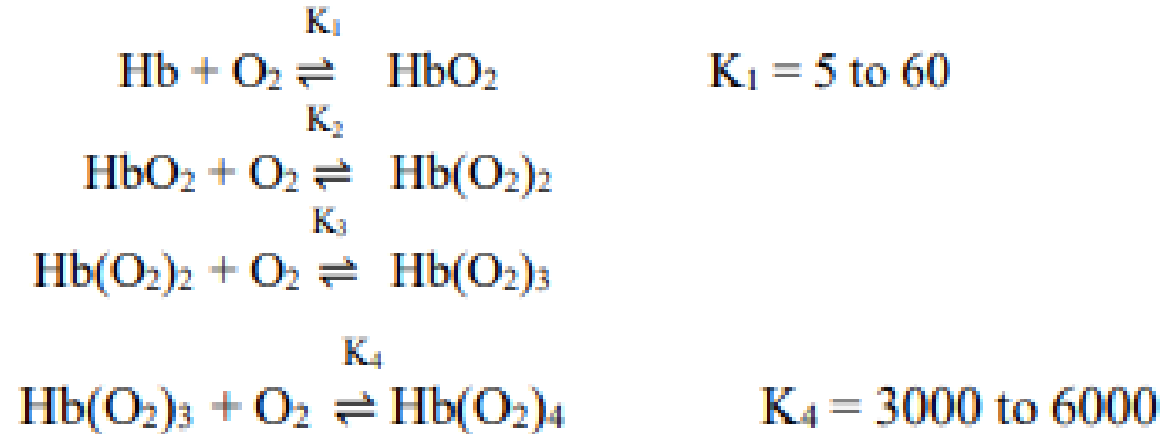 K₁
Hb + O₂ ⇌ HbO₂ K₁ = 5 to 60
K₂
HbO₂ + O₂ ⇌ Hb(O₂)₂
K₃
Hb(O₂)₂ + O₂ ⇌ Hb(O₂)₃
K₄
Hb(O₂)₃ + O₂ ⇌ Hb(O₂)₄ K₄ = 3000 to 6000